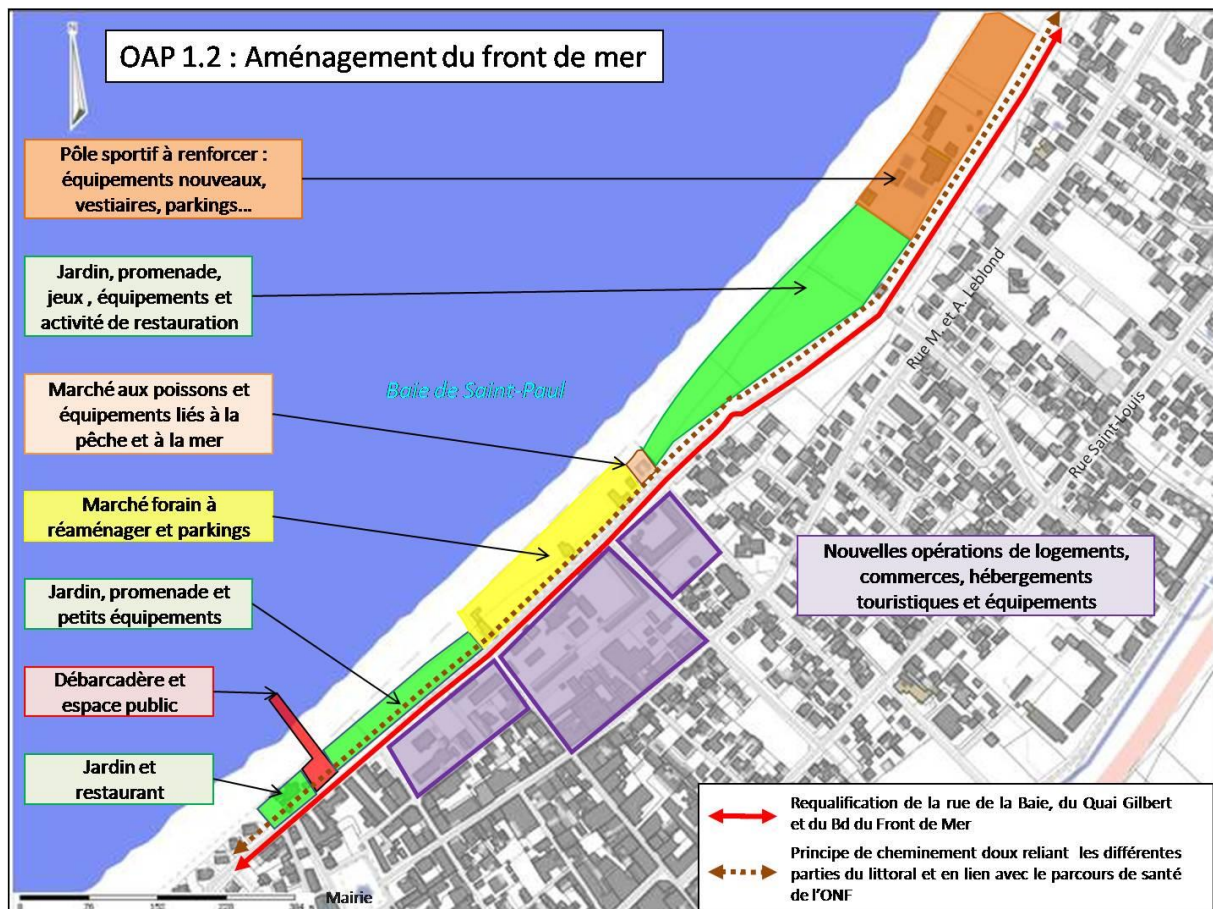 OAP 1.2 : Aménagement du front de mer
Pôle sportif à renforcer :
équipements nouveaux,
vestiaires, parkings...
Jardin, promenade,
jeux , équipements et
activité de restauration
Marché aux poissons et
équipements liés à la
pêche et à la mer
Marché forain à
réaménager et parkings
Jardin, promenade et
petits équipements
Débarcadère et
espace public
Jardin et
restaurant
Baie de Saint-Paul
Rue M. et A. Leblond
Rue Saint-Louis
Nouvelles opérations de logements,
commerces, hébergements
touristiques et équipements
Mairie
0 76 152 228
Requalification de la rue de la Baie, du Quai Gilbert
et du Bd du Front de Mer
Principe de cheminement doux reliant les différentes
parties du littoral et en lien avec le parcours de santé
de l'ONF